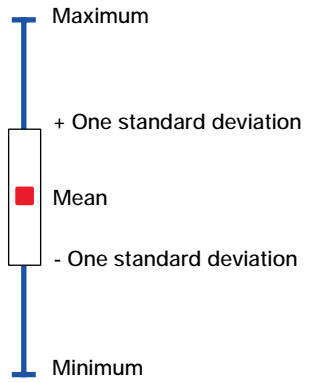 Maximum
+ One standard deviation
Mean
- One standard deviation
Minimum